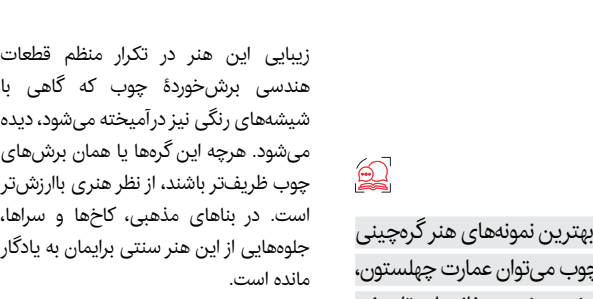 زیبایی این هنر در تکرار منظم قطعات
هندسی برش‌خوردهٔ چوب که گاهی با
شیشه‌های رنگی نیز درآمیخته می‌شود، دیده
می‌شود. هرچه این گره‌ها یا همان برش‌های
چوب ظریف‌تر باشند، از نظر هنری باارزش‌تر
است. در بناهای مذهبی، کاخ‌ها و سراها،
جلوه‌هایی از این هنر سنتی برایمان به یادگار
مانده است.
بهترین نمونه‌های هنر گره‌چینی
چوب می‌توان عمارت چهلستون،